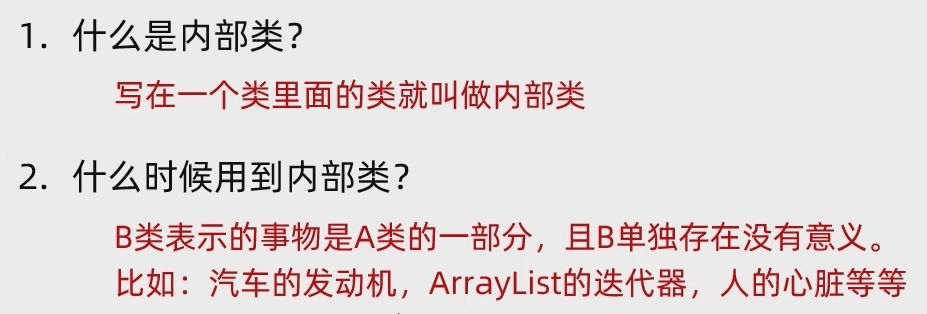 1. 什么是内部类?
写在一个类里面的类就叫做内部类
2. 什么时候用到内部类?
B类表示的事物是A类的一部分，且B单独存在没有意义。
比如：汽车的发动机，ArrayList的迭代器，人的心脏等等